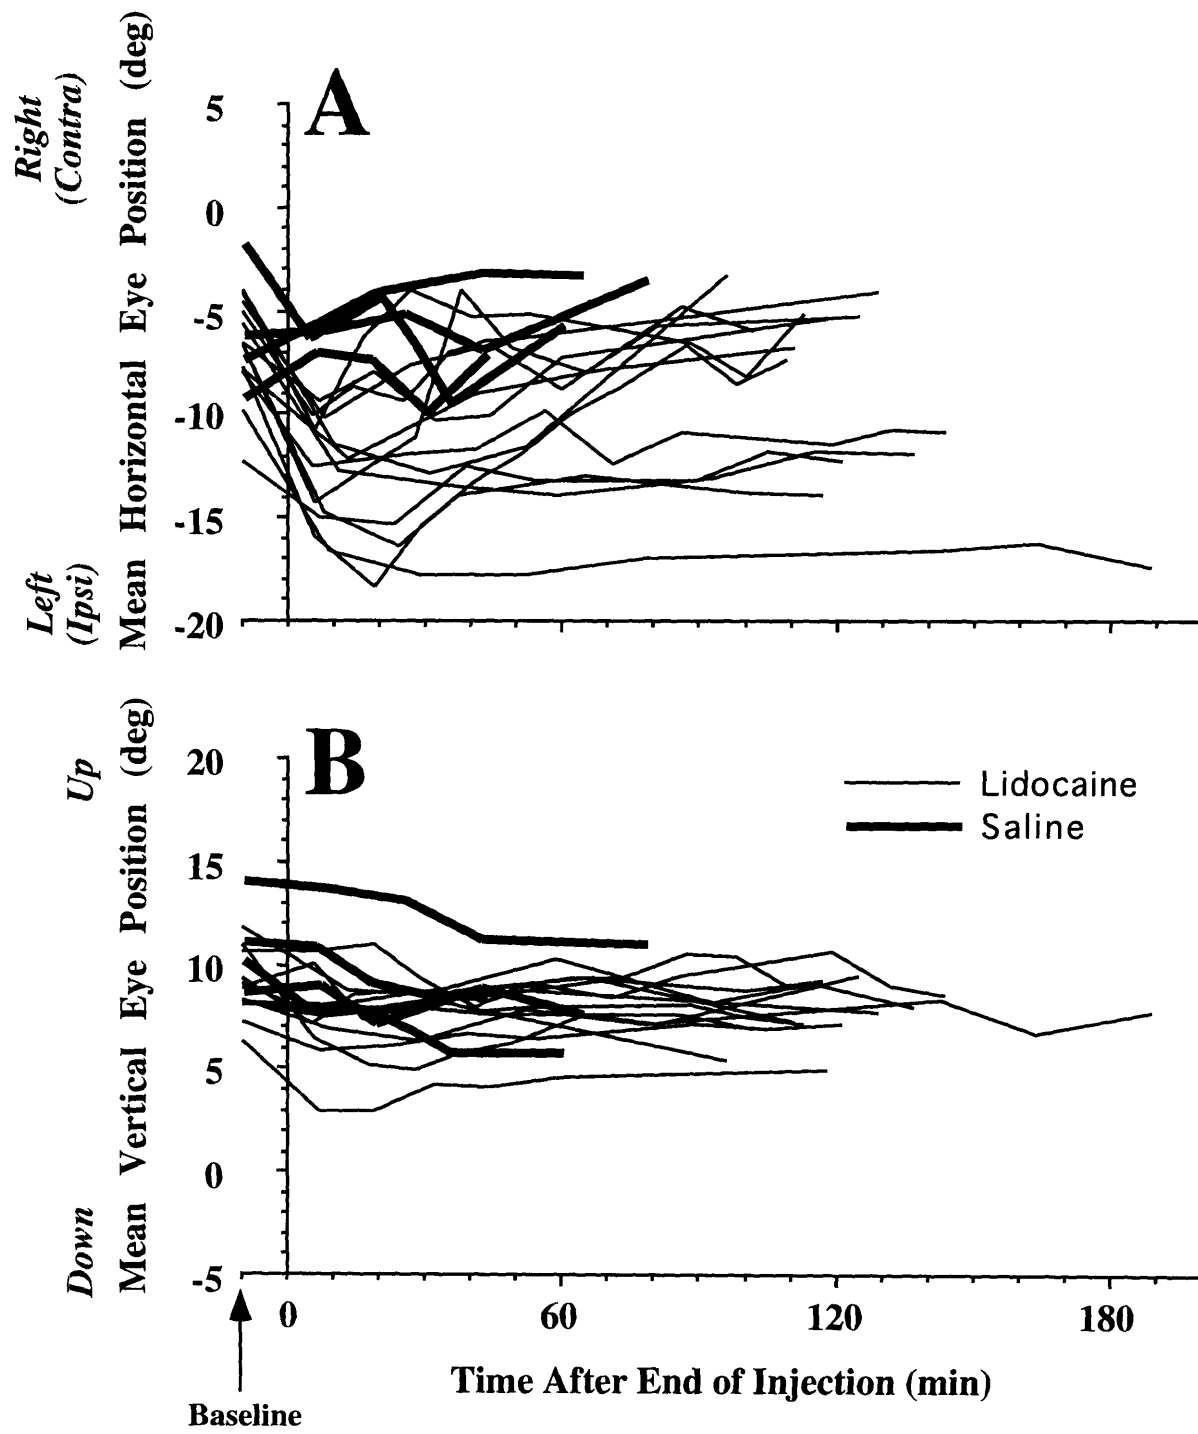 A
Right
(Contra)
Mean Horizontal Eye Position (deg)
Left
(Ipsi)
5
0
-5
-10
-15
-20
B
Up
Mean Vertical Eye Position (deg)
Down
20
15
10
5
0
-5
Lidocaine
Saline
0 60 120 180
Time After End of Injection (min)
Baseline